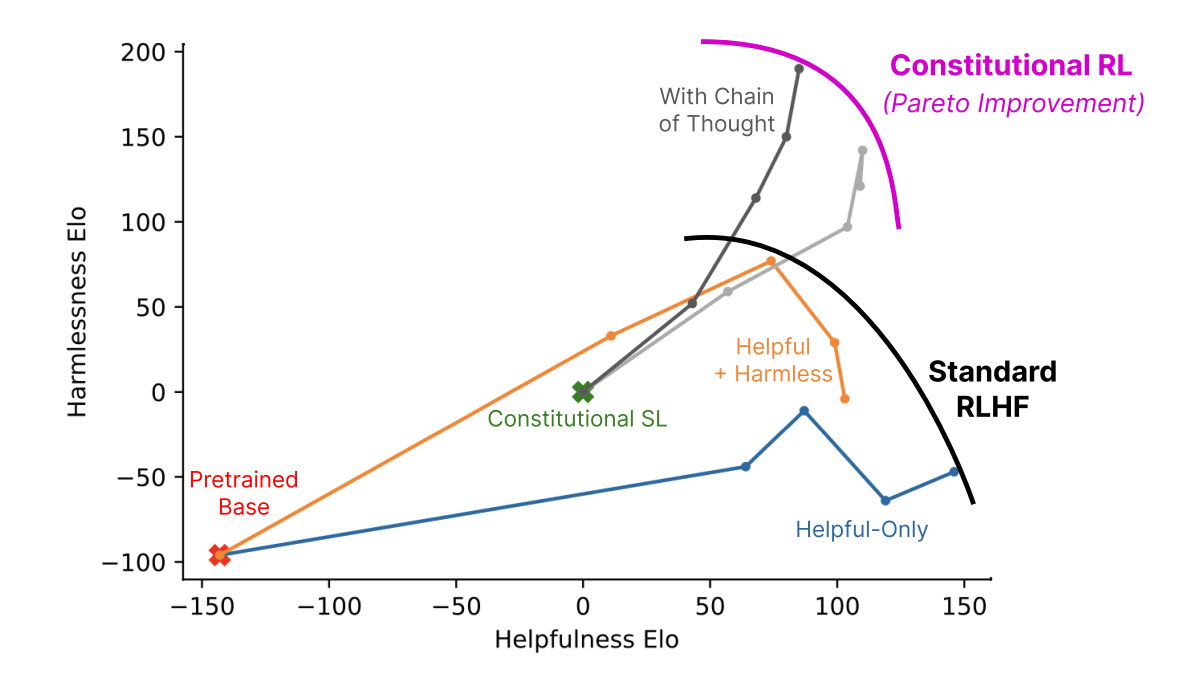 200
150
100
50
0
−50
−100
Harmlessness Elo
With Chain
of Thought
Constitutional RL
(Pareto Improvement)
Helpful
+ Harmless
Standard
RLHF
Constitutional SL
Pretrained
Base
Helpful-Only
−150
−100
−50
0
50
100
150
Helpfulness Elo